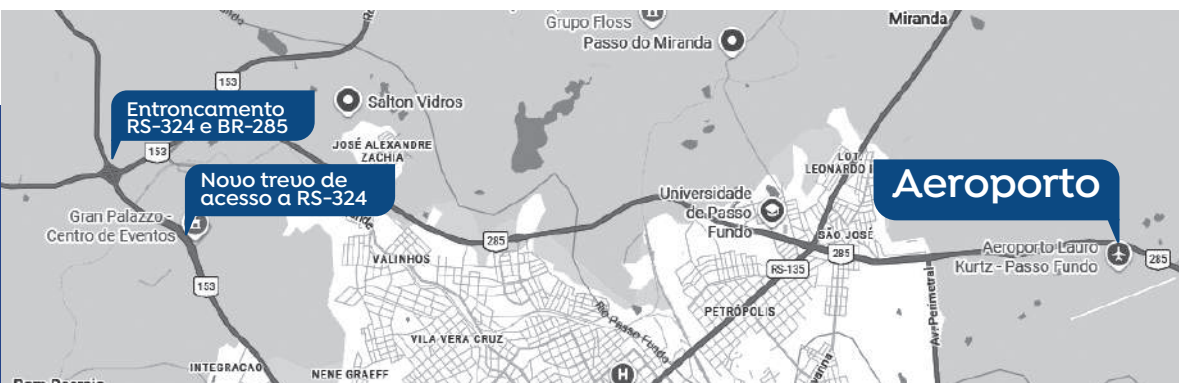 Grupo Floss
Passo do Miranda
Miranda
153
Entroncamento
RS-324 e BR-285
Salton Vidros
153
JOSÉ ALEXANDRE
ZACHIA
Novo trevo de
acesso a RS-324
Gran Palazzo -
Centro de Eventos
Universidade
de Passo
Fundo
LOT.
LEONARDO
Aeroporto
SÃO JOSÉ
285
285
VALINHOS
RS-135
Aeroporto Lauro
Kurtz - Passo Fundo
285
153
Av. Perimetral
Rio Passo Fundo
PETRÓPOLIS
VILA VERA CRUZ
INTEGRAÇÃO
NENE GRAEFF
H